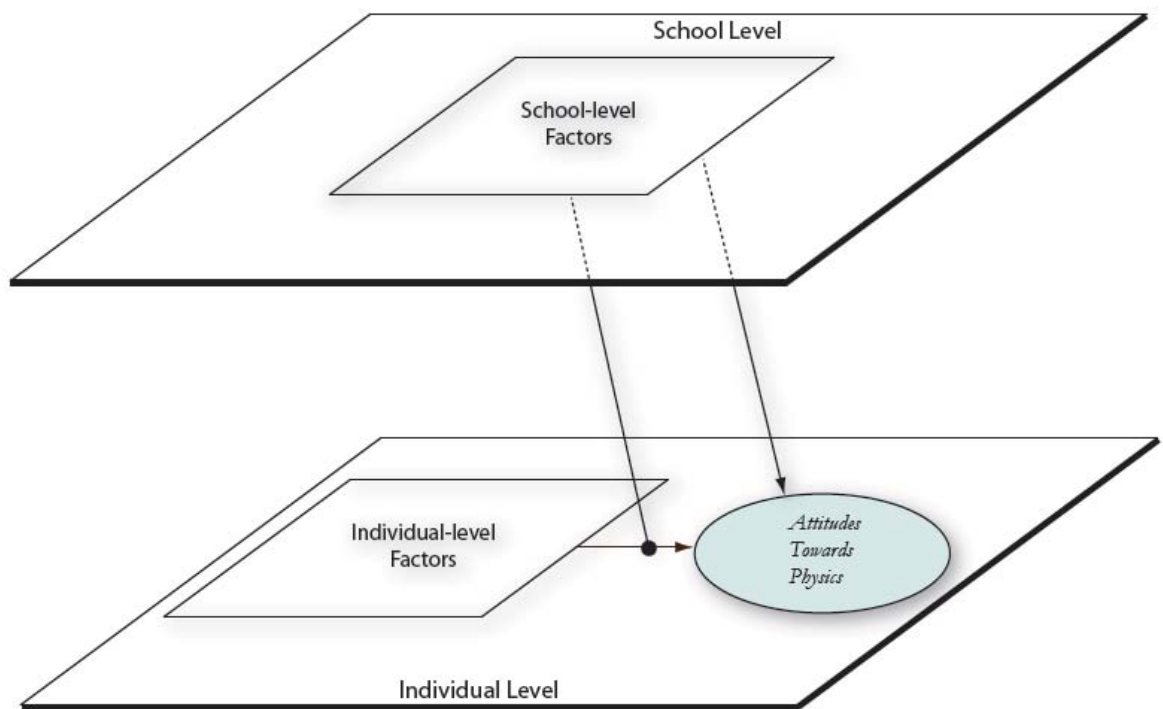 School Level
School-level
Factors
Individual-level
Factors
Attitudes
Towards
Physics
Individual Level